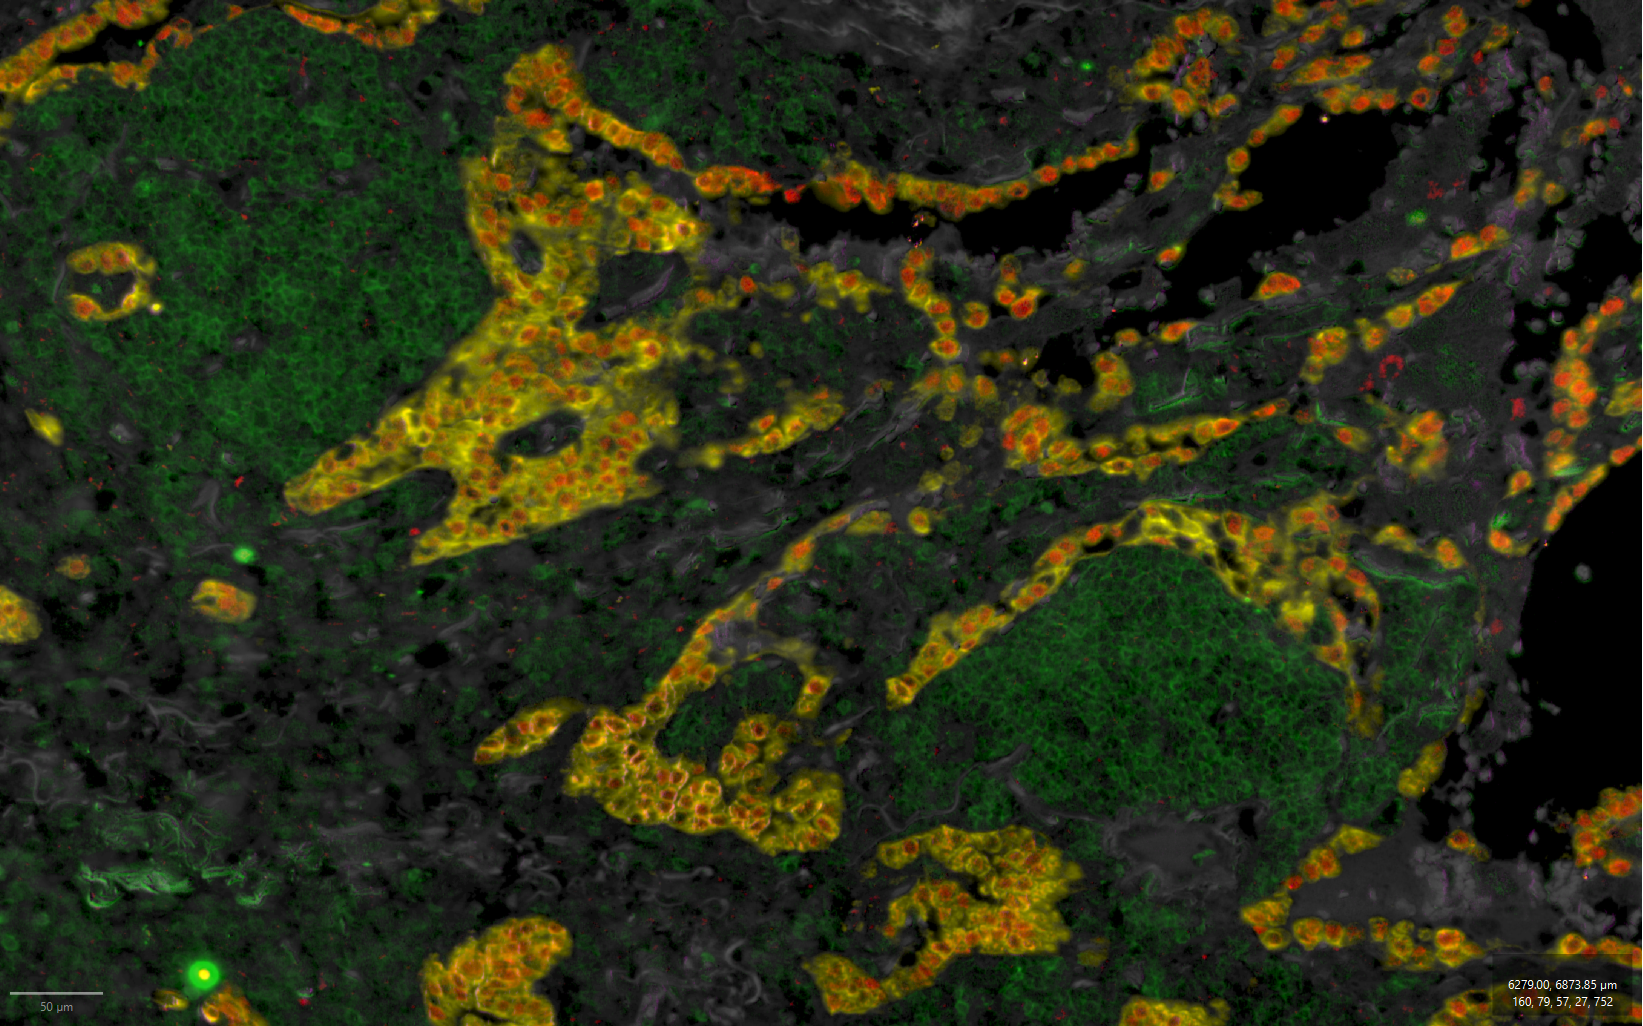 50 µm
6279.00, 6873.85 µm
160, 79, 57, 27, 752